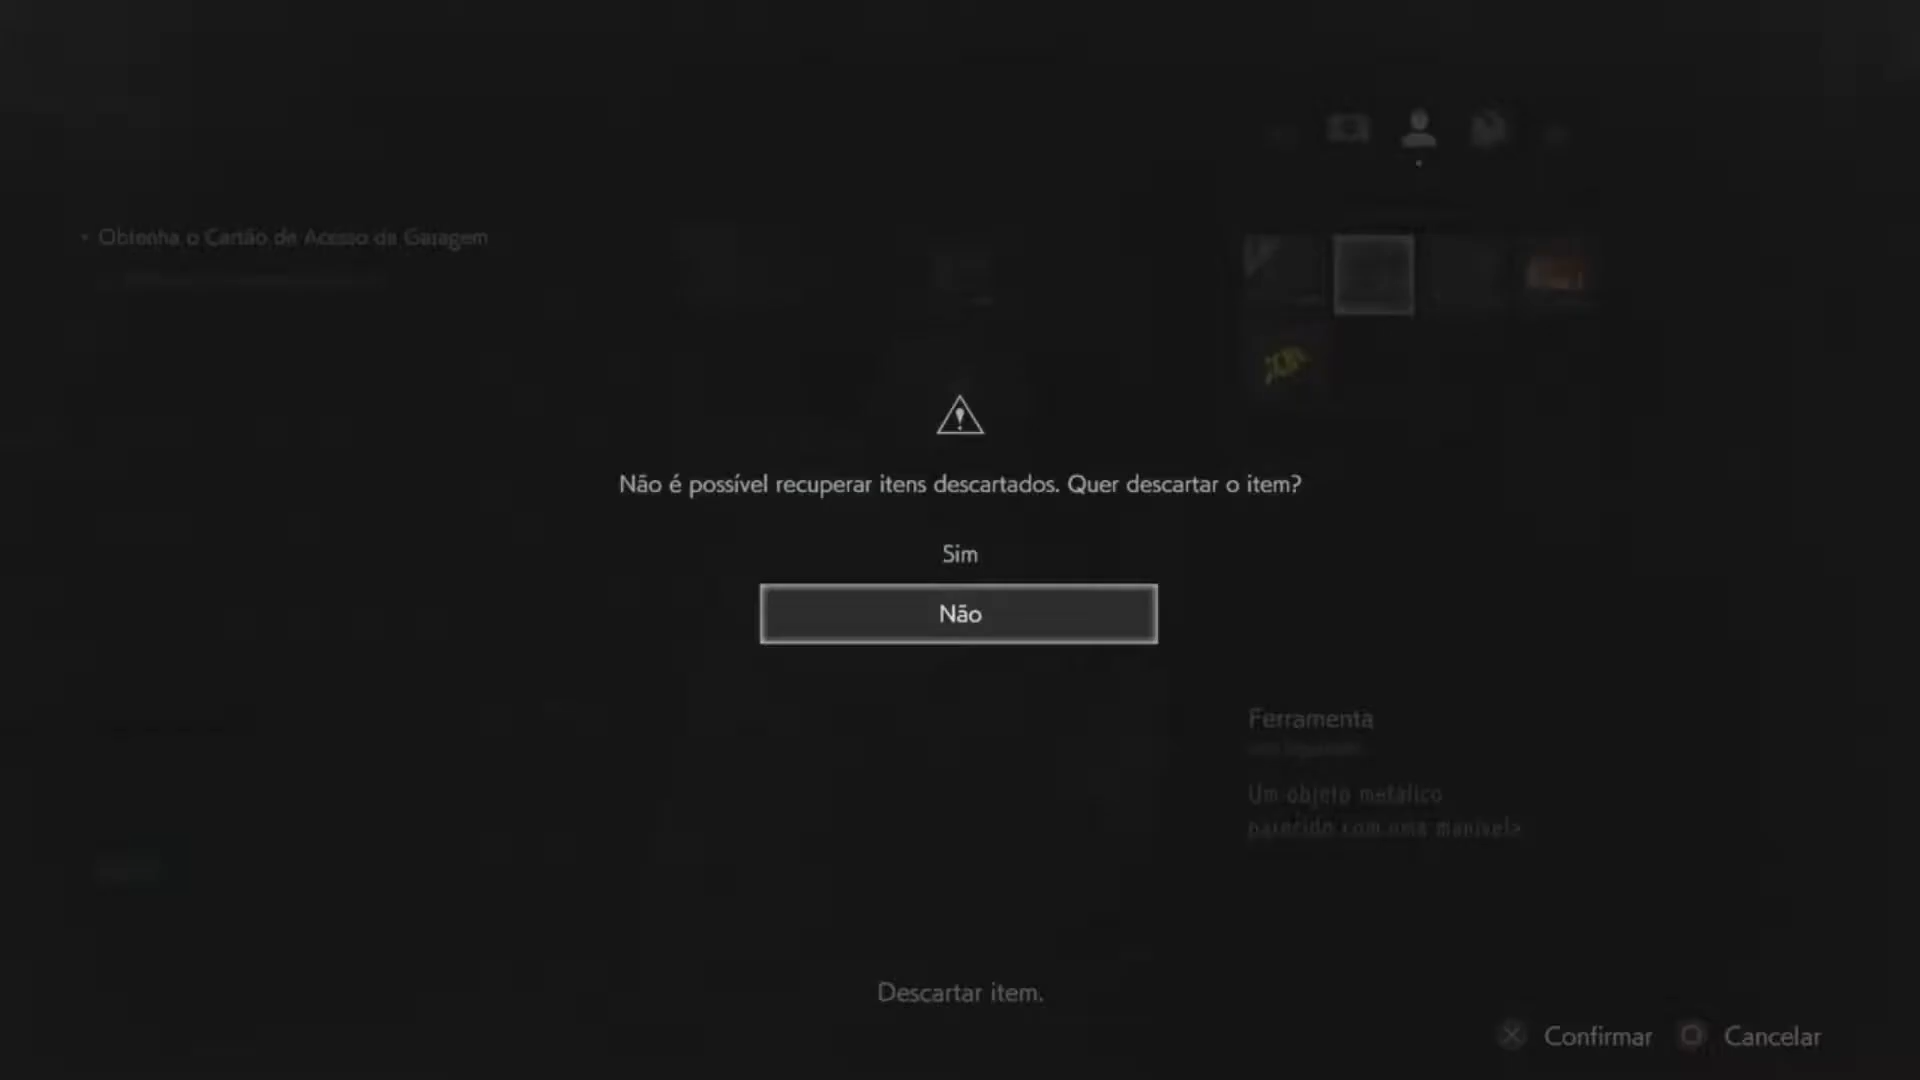 • Obtenha o Cartão de Acesso da Garagem
Não é possível recuperar itens descartados. Quer descartar o item?
Sim
Não
Ferramenta
Um objeto metálico
parecido com uma manivela
Descartar item.
Confirmar Cancelar